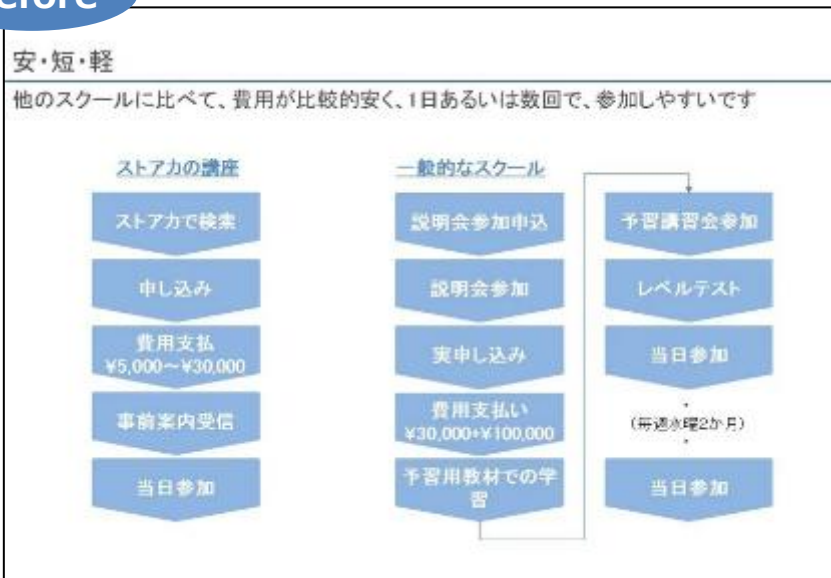 efore
安・短・軽
他のスクールに比べて、費用が比較的安く、1日あるいは数回で、参加しやすいです
ストアカの講座
ストアカで検索
申し込み
費用支払
¥5,000～¥30,000
事前案内受信
当日参加
一般的なスクール
説明会参加申込
説明会参加
実申し込み
費用支払い
¥30,000+¥100,000
予習用教材での学
習
予習講習会参加
レベルテスト
当日参加
(毎週水曜2か月)
当日参加